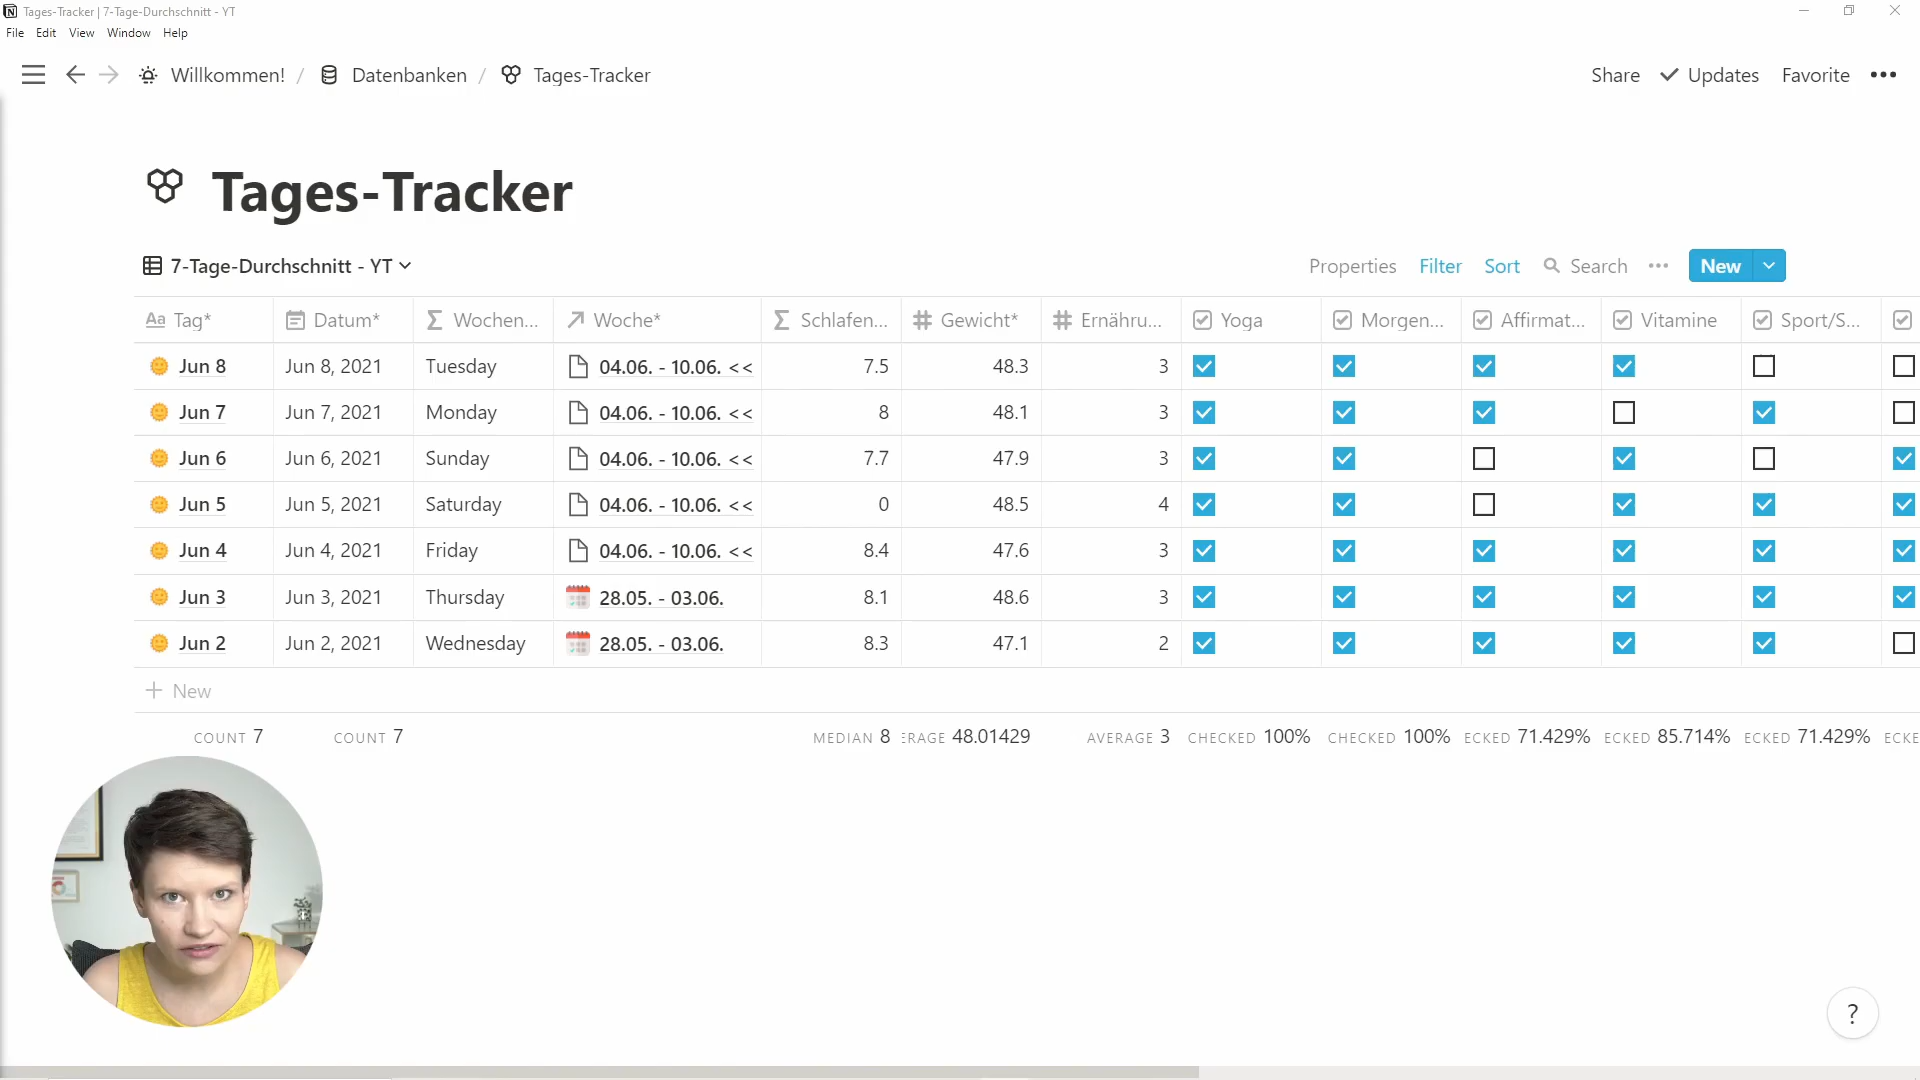 Tages-Tracker | 7-Tage-Durchschnitt - YT
File Edit View Window Help
Willkommen! / Datenbanken / Tages-Tracker Share Updates Favorite
Tages-Tracker
7-Tage-Durchschnitt - YT Properties Filter Sort Search New
Aa Tag* Datum* Wochen... Woche* Schlafen... Gewicht* Ernähru... Yoga Morgen... Affirmat... Vitamine Sport/S...
Jun 8 Jun 8, 2021 Tuesday 04.06. - 10.06. << 7.5 48.3 3
Jun 7 Jun 7, 2021 Monday 04.06. - 10.06. << 8 48.1 3
Jun 6 Jun 6, 2021 Sunday 04.06. - 10.06. << 7.7 47.9 3
Jun 5 Jun 5, 2021 Saturday 04.06. - 10.06. << 0 48.5 4
Jun 4 Jun 4, 2021 Friday 04.06. - 10.06. << 8.4 47.6 3
Jun 3 Jun 3, 2021 Thursday 28.05. - 03.06. 8.1 48.6 3
Jun 2 Jun 2, 2021 Wednesday 28.05. - 03.06. 8.3 47.1 2
+ New
COUNT 7 COUNT 7 MEDIAN 8 ERAGE 48.01429 AVERAGE 3 CHECKED 100% CHECKED 100% ECKED 71.429% ECKED 85.714% ECKED 71.429% ECKE
?